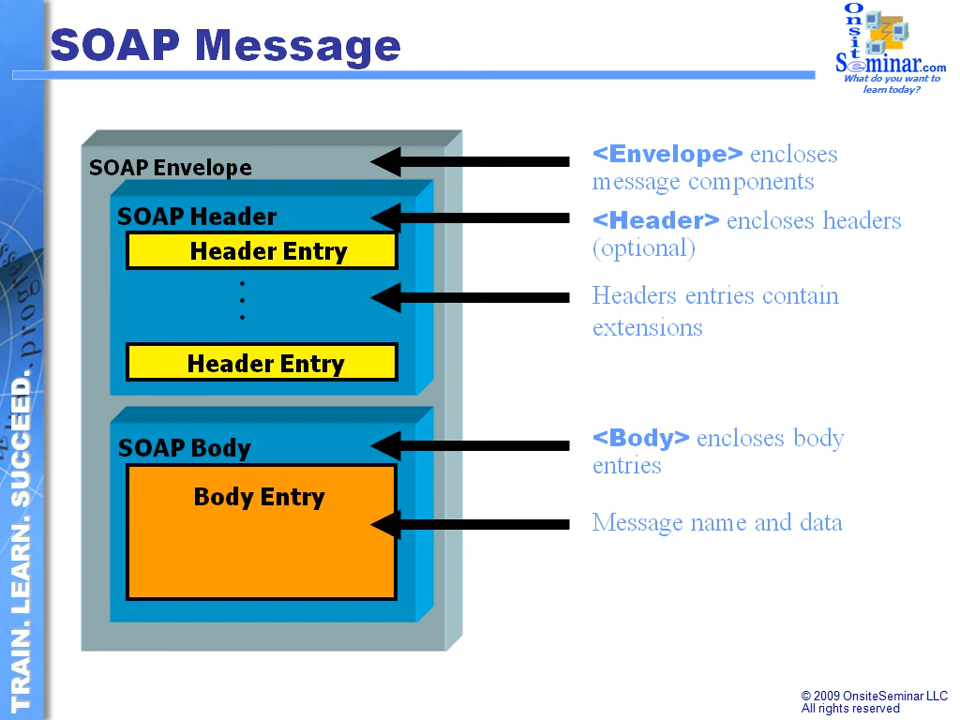 SOAP Message
Onsite
Seminar.com
What do you want to
learn today?
SOAP Envelope
<Envelope> encloses
message components
SOAP Header
<Header> encloses headers
(optional)
Header Entry
Headers entries contain
extensions
Header Entry
SOAP Body
<Body> encloses body
entries
Body Entry
Message name and data
TRAIN. LEARN. SUCCEED.
© 2009 OnsiteSeminar LLC
All rights reserved